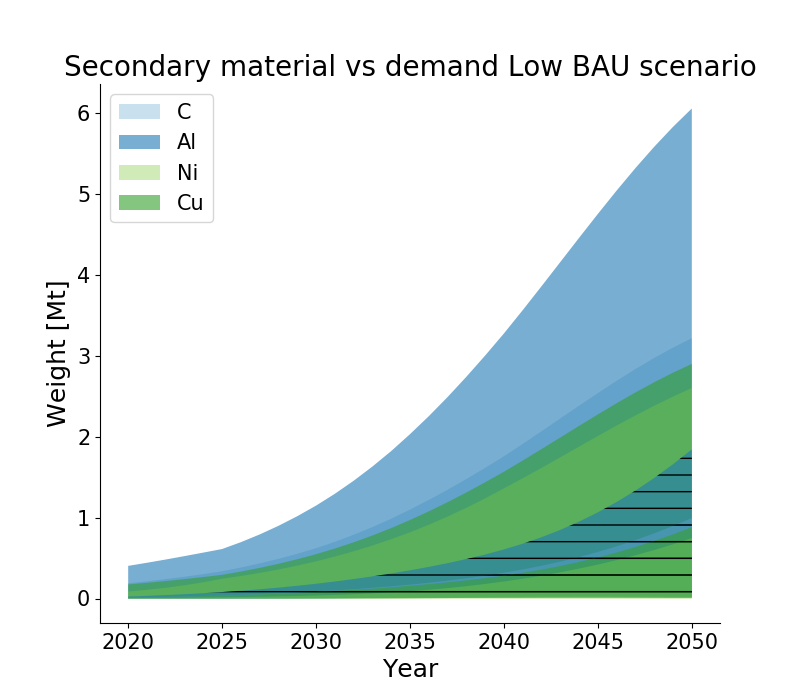 Secondary material vs demand Low BAU scenario
C
Al
Ni
Cu
6
5
4
3
2
1
0
Weight [Mt]
2020 2025 2030 2035 2040 2045 2050
Year